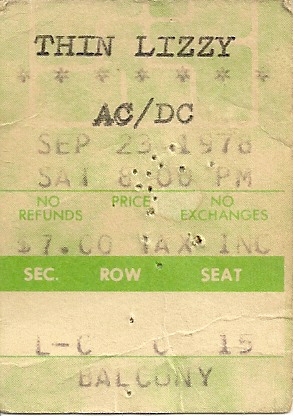 THIN LIZZY
* * * * * * *
AC/DC
SEP 23 1978
SAT 8:00 PM
NO REFUNDS PRICE NO EXCHANGES
$7.00 TAX INC
SEC. ROW SEAT
L-C 15
BALCONY